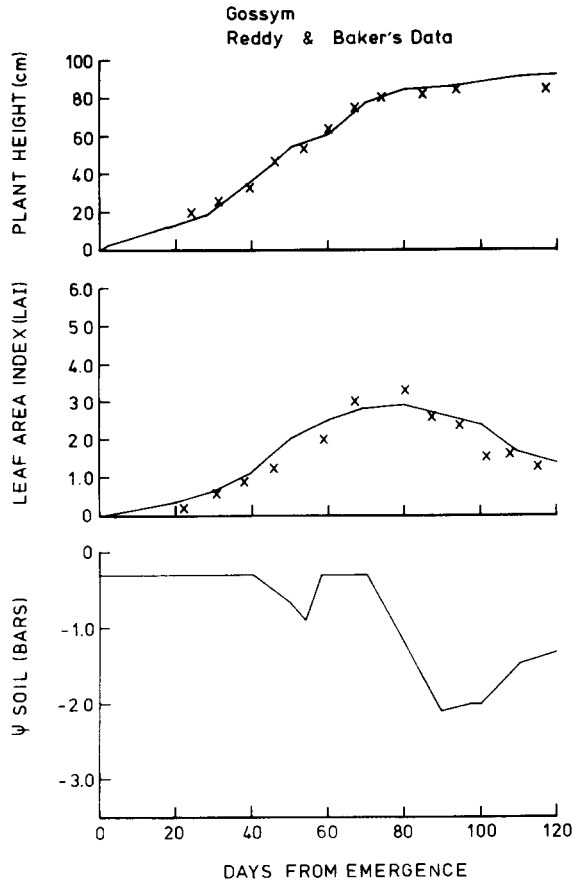 Gossym
Reddy & Baker's Data
PLANT HEIGHT (cm)
100
80
60
40
20
0
LEAF AREA INDEX (LAI)
6.0
5.0
4.0
3.0
2.0
1.0
0
Ψ SOIL (BARS)
0
-1.0
-2.0
-3.0
0 20 40 60 80 100 120
DAYS FROM EMERGENCE